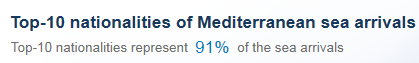 Top-10 nationalities of Mediterranean sea arrivals
Top-10 nationalities represent 91% of the sea arrivals